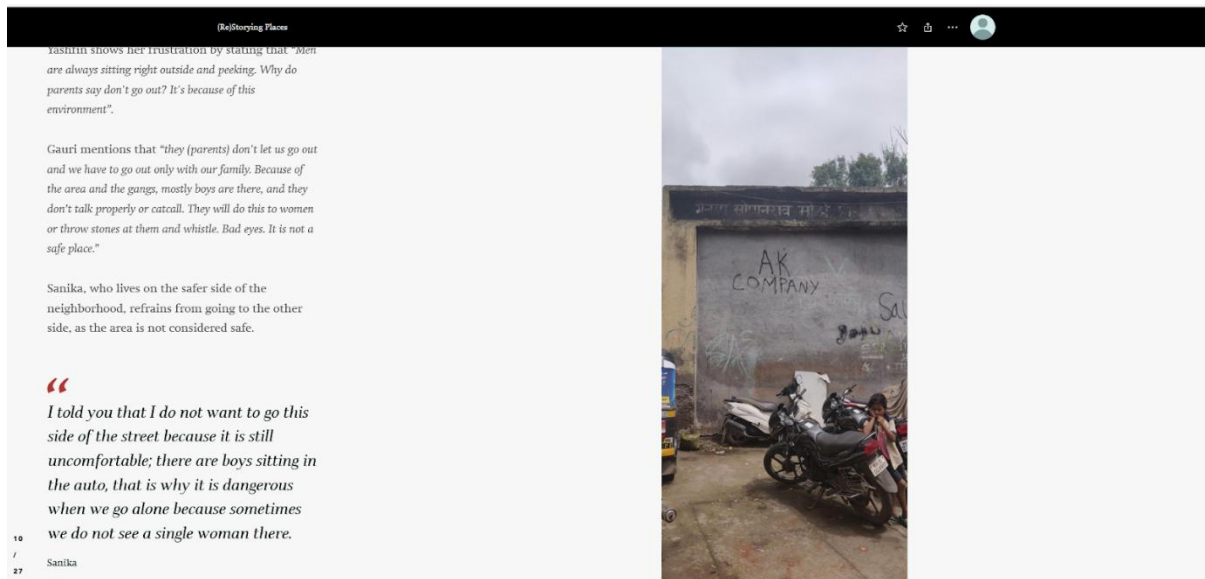 (Re)Storying Places
Yashfin shows her frustration by stating that "Men
are always sitting right outside and peeking. Why do
parents say don't go out? It's because of this
environment".
Gauri mentions that "they (parents) don't let us go out
and we have to go out only with our family. Because of
the area and the gangs, mostly boys are there, and they
don't talk properly or catcall. They will do this to women
or throw stones at them and whistle. Bad eyes. It is not a
safe place."
Sanika, who lives on the safer side of the
neighborhood, refrains from going to the other
side, as the area is not considered safe.
“
I told you that I do not want to go this
side of the street because it is still
uncomfortable; there are boys sitting in
the auto, that is why it is dangerous
when we go alone because sometimes
we do not see a single woman there.
Sanika
10
/
27
AK
COMPANY